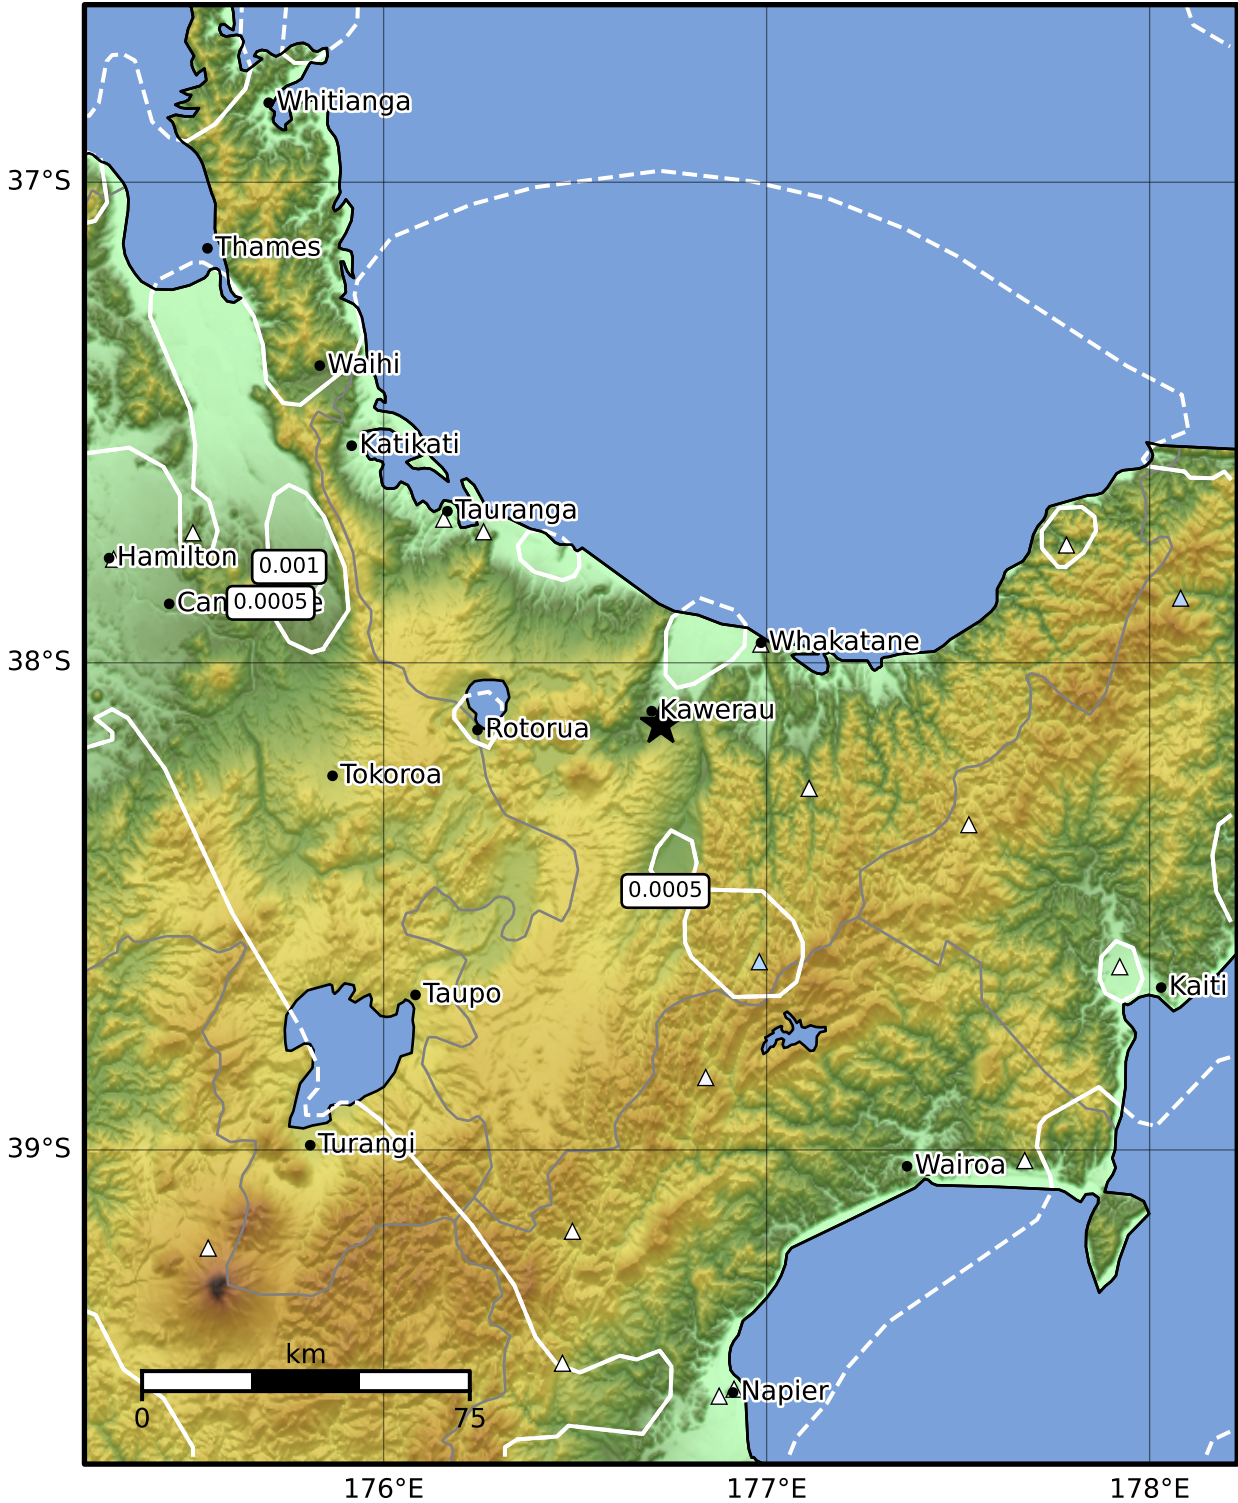 Whitianga
37°S
Thames
Waihi
Katikati
Tauranga
Hamilton
0.001
0.0005
Whakatane
38°S
Kawerau
Rotorua
Tokoroa
0.0005
Kaiti
Taupo
Turangi
39°S
Wairoa
km
Napier
0
75
176°E
177°E
178°E